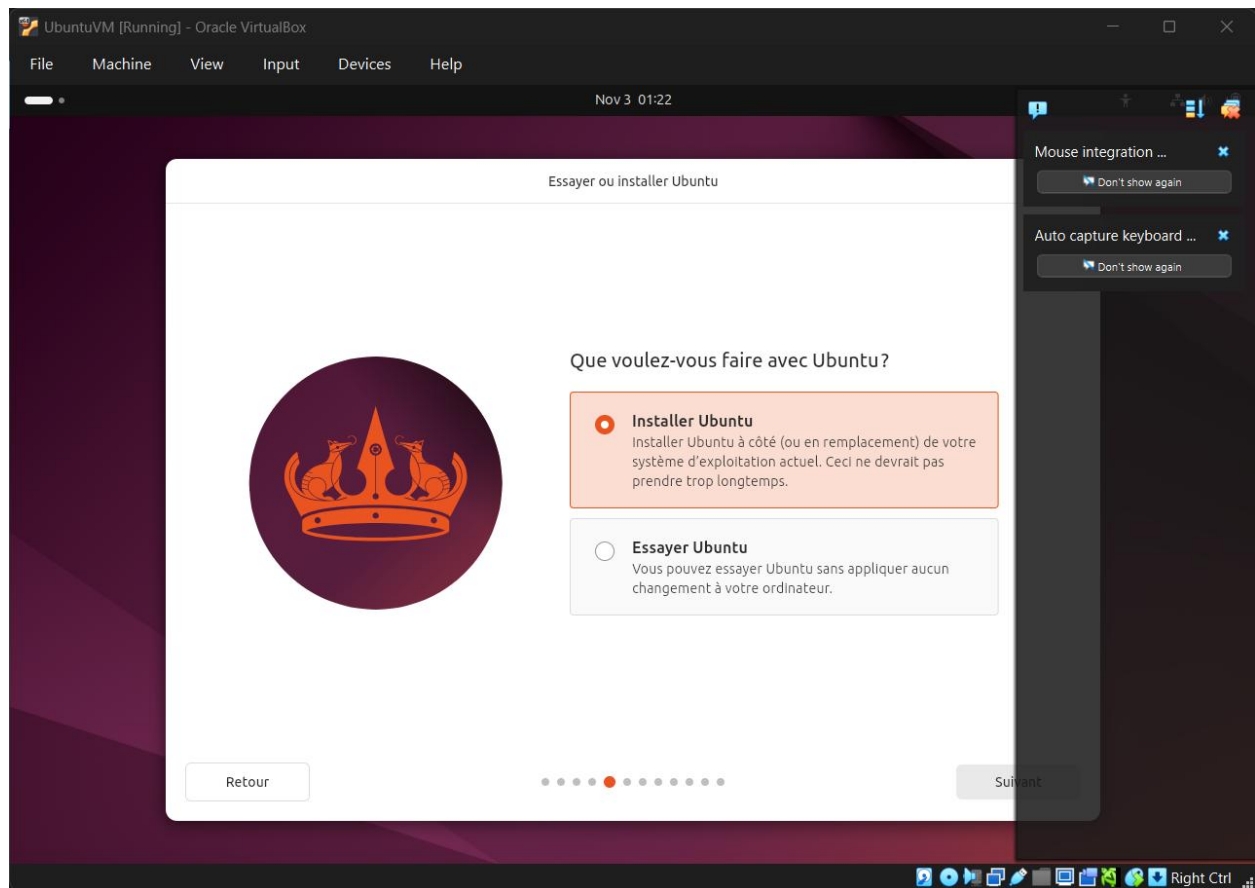 UbuntuVM [Running] - Oracle VirtualBox
File Machine View Input Devices Help
Nov 3 01:22
Mouse integration ...
Don't show again
Auto capture keyboard ...
Don't show again
Essayer ou installer Ubuntu
Que voulez-vous faire avec Ubuntu ?
Installer Ubuntu
Installer Ubuntu à côté (ou en remplacement) de votre
système d’exploitation actuel. Ceci ne devrait pas
prendre trop longtemps.
Essayer Ubuntu
Vous pouvez essayer Ubuntu sans appliquer aucun
changement à votre ordinateur.
Retour
Suivant
Right Ctrl